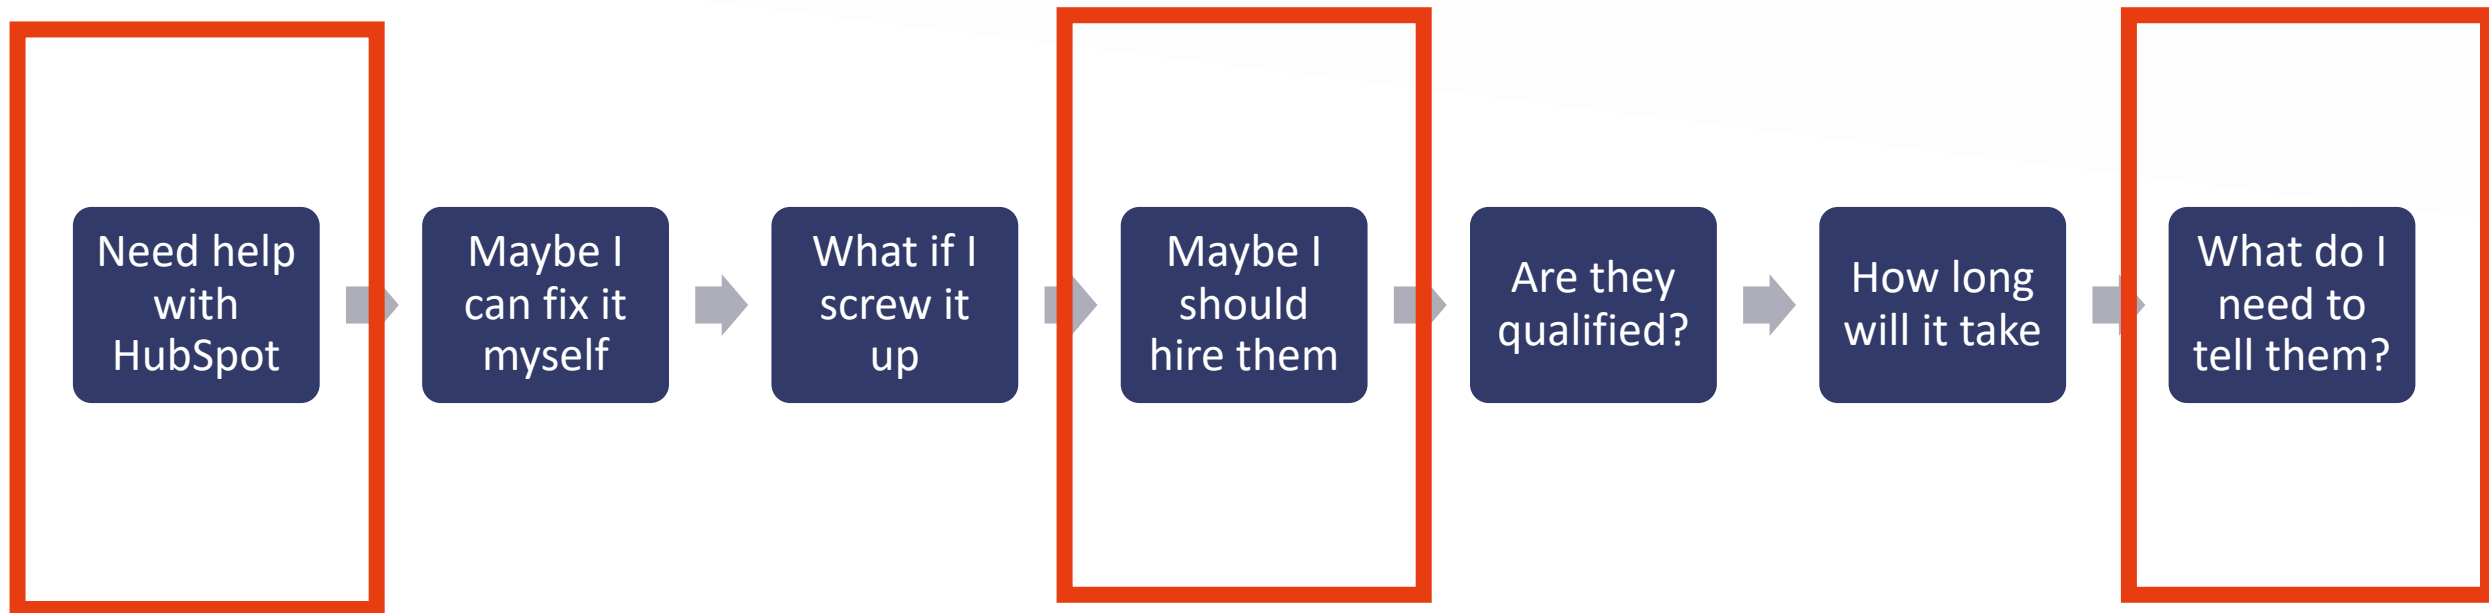 Need help
with
HubSpot
Maybe I
can fix it
myself
What if I
screw it
up
Maybe I
should
hire them
Are they
qualified?
How long
will it take
What do I
need to
tell them?